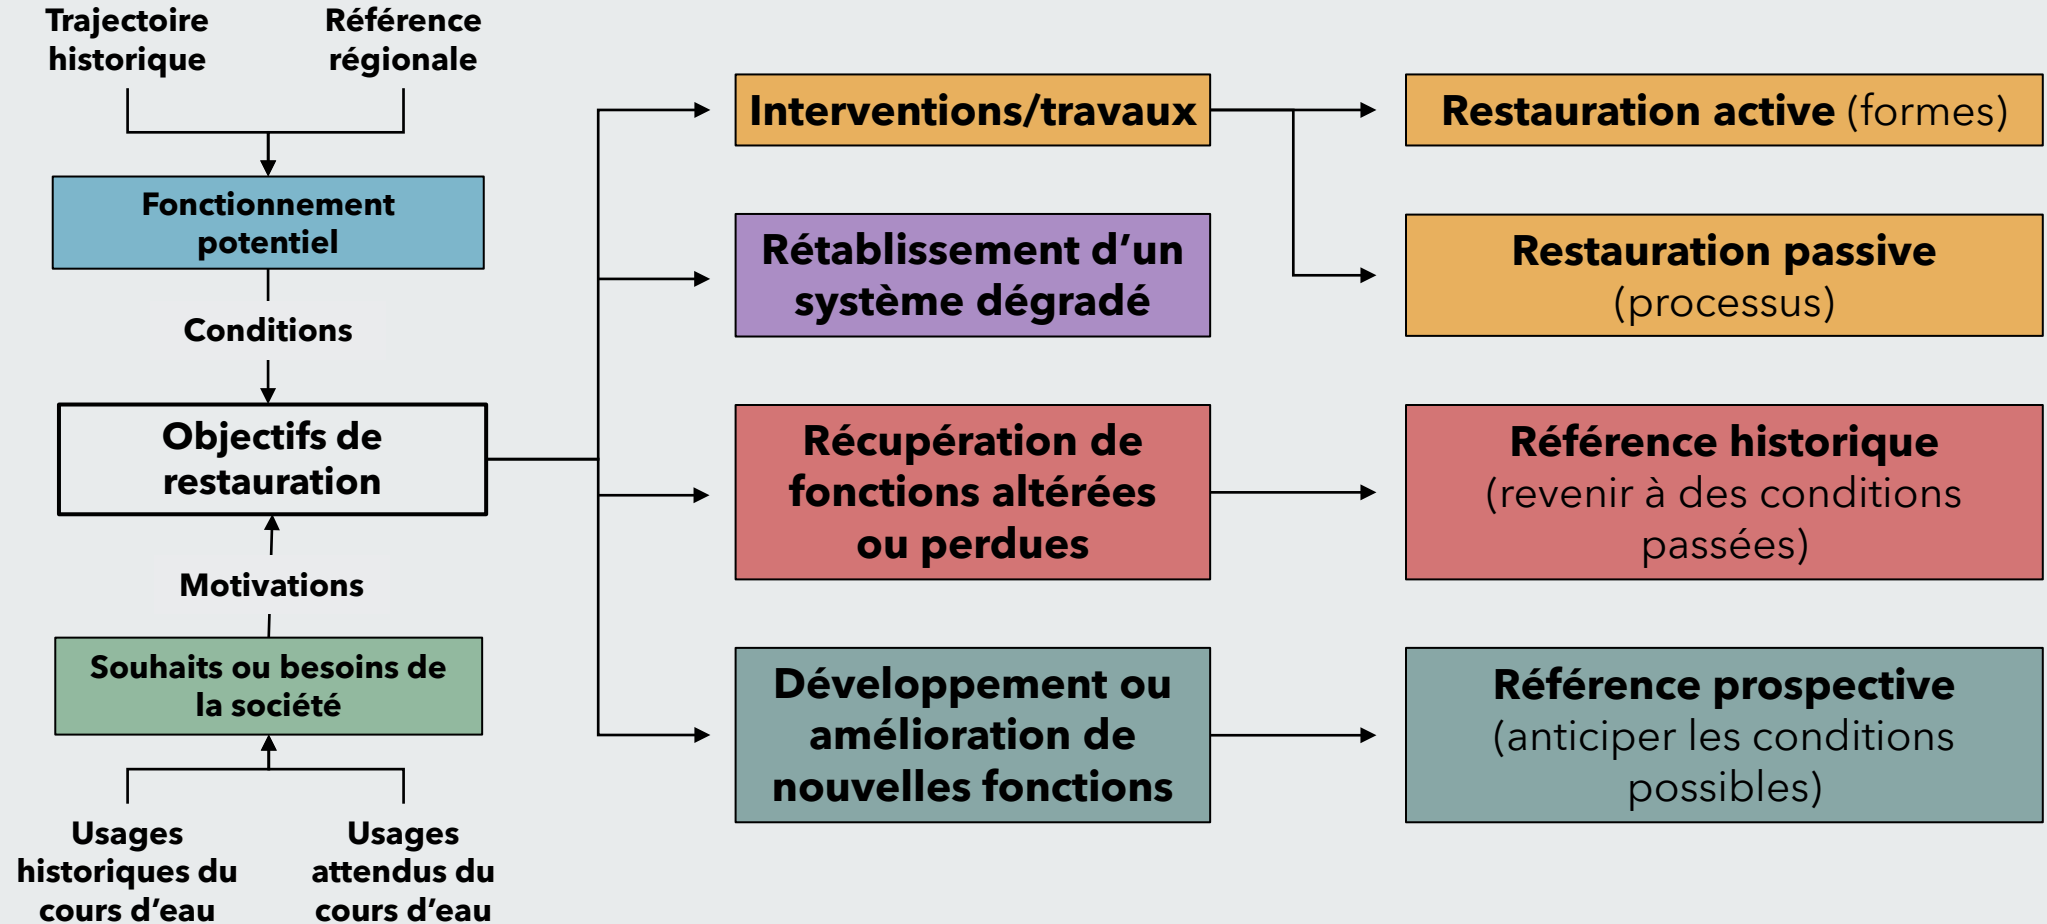 Trajectoire
historique
Référence
régionale
Fonctionnement
potentiel
Conditions
Objectifs de
restauration
Motivations
Souhaits ou besoins de
la société
Usages
historiques du
cours d’eau
Usages
attendus du
cours d’eau
Interventions/travaux
Rétablissement d’un
système dégradé
Récupération de
fonctions altérées
ou perdues
Développement ou
amélioration de
nouvelles fonctions
Restauration active (formes)
Restauration passive
(processus)
Référence historique
(revenir à des conditions
passées)
Référence prospective
(anticiper les conditions
possibles)